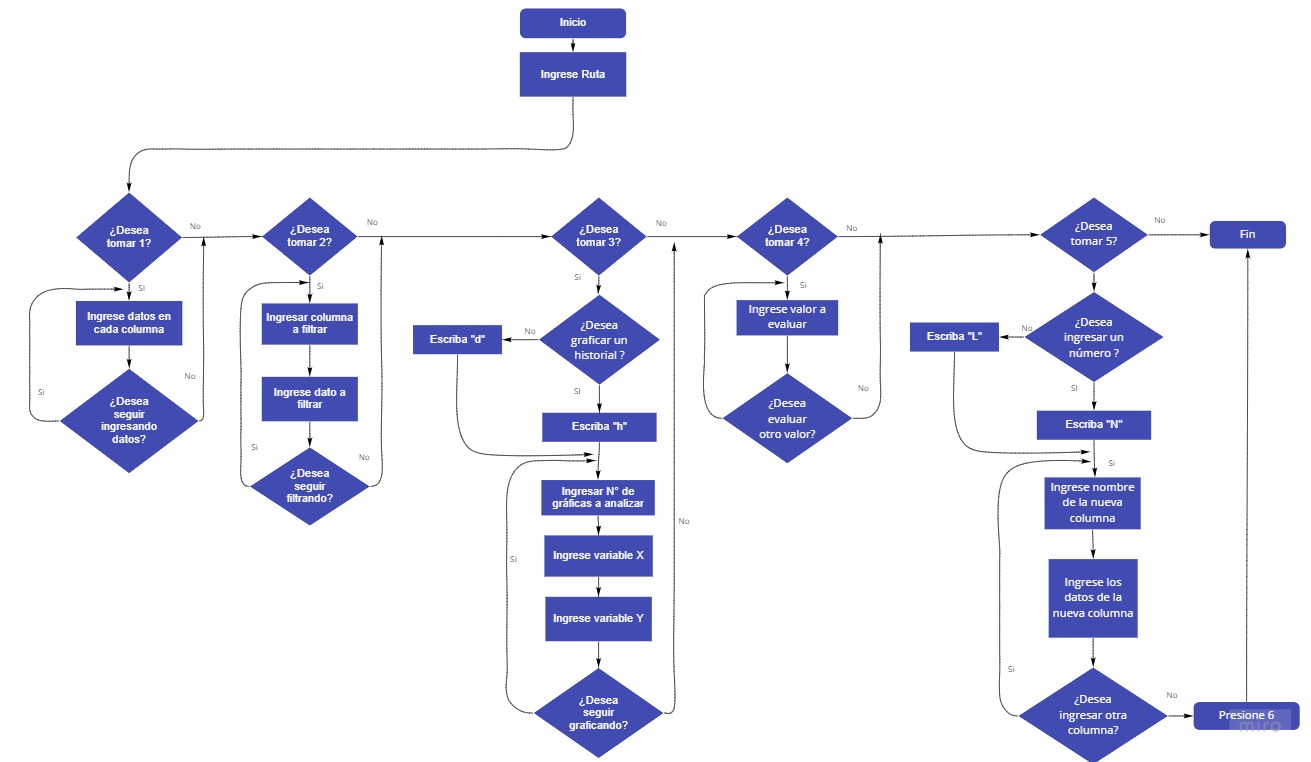 Inicio
Ingrese Ruta
¿Desea
tomar 1?
No
SI
Ingrese datos en
cada columna
¿Desea
seguir
ingresando
datos?
Si
No
¿Desea
tomar 2?
No
Si
Ingresar columna
a filtrar
Ingrese dato a
filtrar
¿Desea
seguir
filtrando?
Si
No
¿Desea
tomar 3?
No
Si
¿Desea
graficar un
historial ?
No
Escriba "d"
SI
Escriba "h"
Ingresar N° de
gráficas a analizar
Ingrese variable X
Ingrese variable Y
¿Desea
seguir
graficando?
Si
No
¿Desea
tomar 4?
No
Si
Ingrese valor a
evaluar
¿Desea
evaluar
otro valor?
No
¿Desea
tomar 5?
No
Fin
¿Desea
ingresar un
número ?
No
Escriba "L"
SI
Escriba "N"
Si
Ingrese nombre
de la nueva
columna
Ingrese los
datos de la
nueva columna
¿Desea
ingresar otra
columna?
Si
No
Presione 6
miro